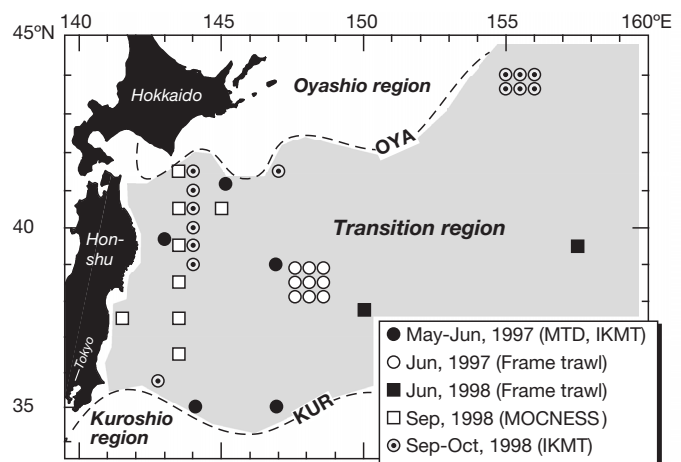 140 145 150 155 160ºE
45ºN
Hokkaido
Oyashio region
OYA
40
Transition region
Hon-
shu
Tokyo
35
KUR
Kuroshio
region
May-Jun, 1997 (MTD, IKMT)
Jun, 1997 (Frame trawl)
Jun, 1998 (Frame trawl)
Sep, 1998 (MOCNESS)
Sep-Oct, 1998 (IKMT)